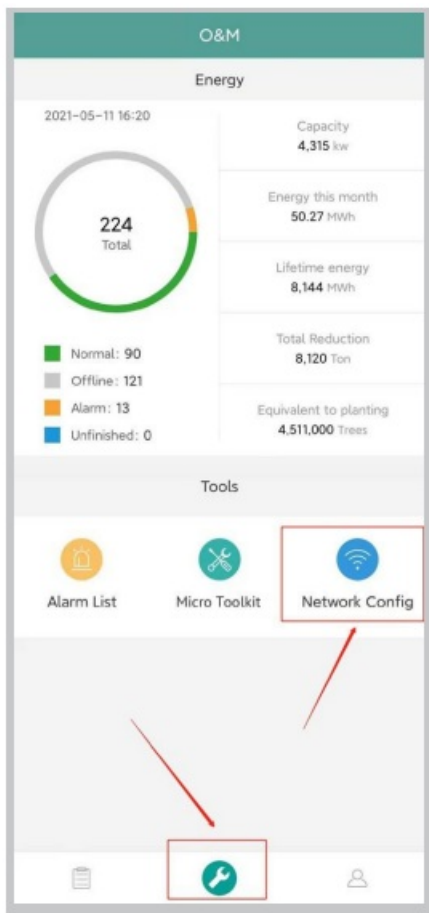 O&M
Energy
2021-05-11 16:20
224
Total
Normal: 90
Offline: 121
Alarm: 13
Unfinished: 0
Capacity
4,315 kw
Energy this month
50.27 MWh
Lifetime energy
8,144 MWh
Total Reduction
8,120 Ton
Equivalent to planting
4,511,000 Trees
Tools
Alarm List
Micro Toolkit
Network Config